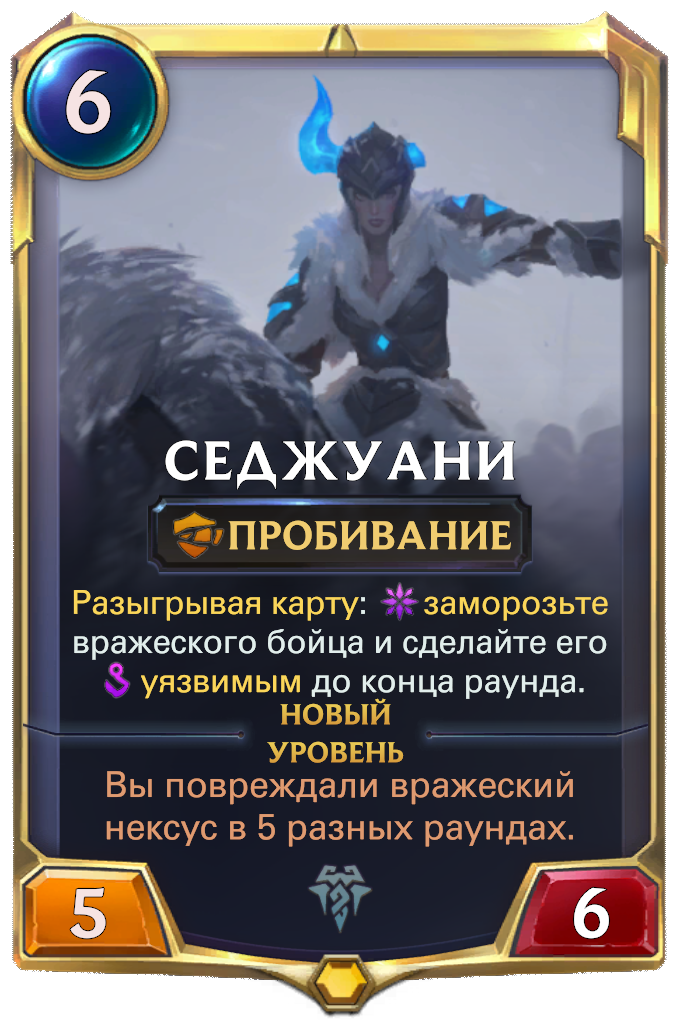 6
СЕДЖУАНИ
ПРОБИВАНИЕ
Разыгрывая карту: заморозьте
вражеского бойца и сделайте его
уязвимым до конца раунда.
НОВЫЙ
УРОВЕНЬ
Вы повреждали вражеский
нексус в 5 разных раундах.
5
6